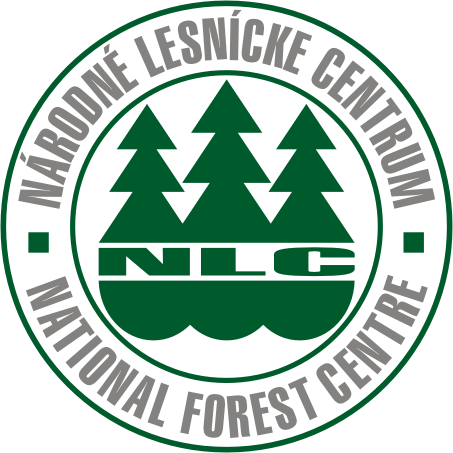 NÁRODNÉ LESNÍCKE CENTRUM
NLC
NATIONAL FOREST CENTRE